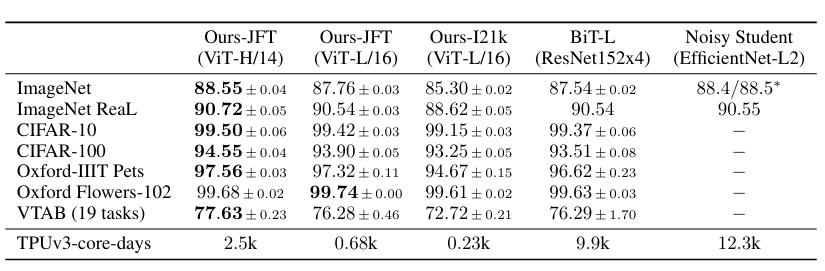 Ours-JFT Ours-JFT Ours-I21k BiT-L Noisy Student
(ViT-H/14) (ViT-L/16) (ViT-L/16) (ResNet152x4) (EfficientNet-L2)
ImageNet 88.55 ± 0.04 87.76 ± 0.03 85.30 ± 0.02 87.54 ± 0.02 88.4/88.5*
ImageNet ReaL 90.72 ± 0.05 90.54 ± 0.03 88.62 ± 0.05 90.54 90.55
CIFAR-10 99.50 ± 0.06 99.42 ± 0.03 99.15 ± 0.03 99.37 ± 0.06 −
CIFAR-100 94.55 ± 0.04 93.90 ± 0.05 93.25 ± 0.05 93.51 ± 0.08 −
Oxford-IIIT Pets 97.56 ± 0.03 97.32 ± 0.11 94.67 ± 0.15 96.62 ± 0.23 −
Oxford Flowers-102 99.68 ± 0.02 99.74 ± 0.00 99.61 ± 0.02 99.63 ± 0.03 −
VTAB (19 tasks) 77.63 ± 0.23 76.28 ± 0.46 72.72 ± 0.21 76.29 ± 1.70 −
TPUv3-core-days 2.5k 0.68k 0.23k 9.9k 12.3k